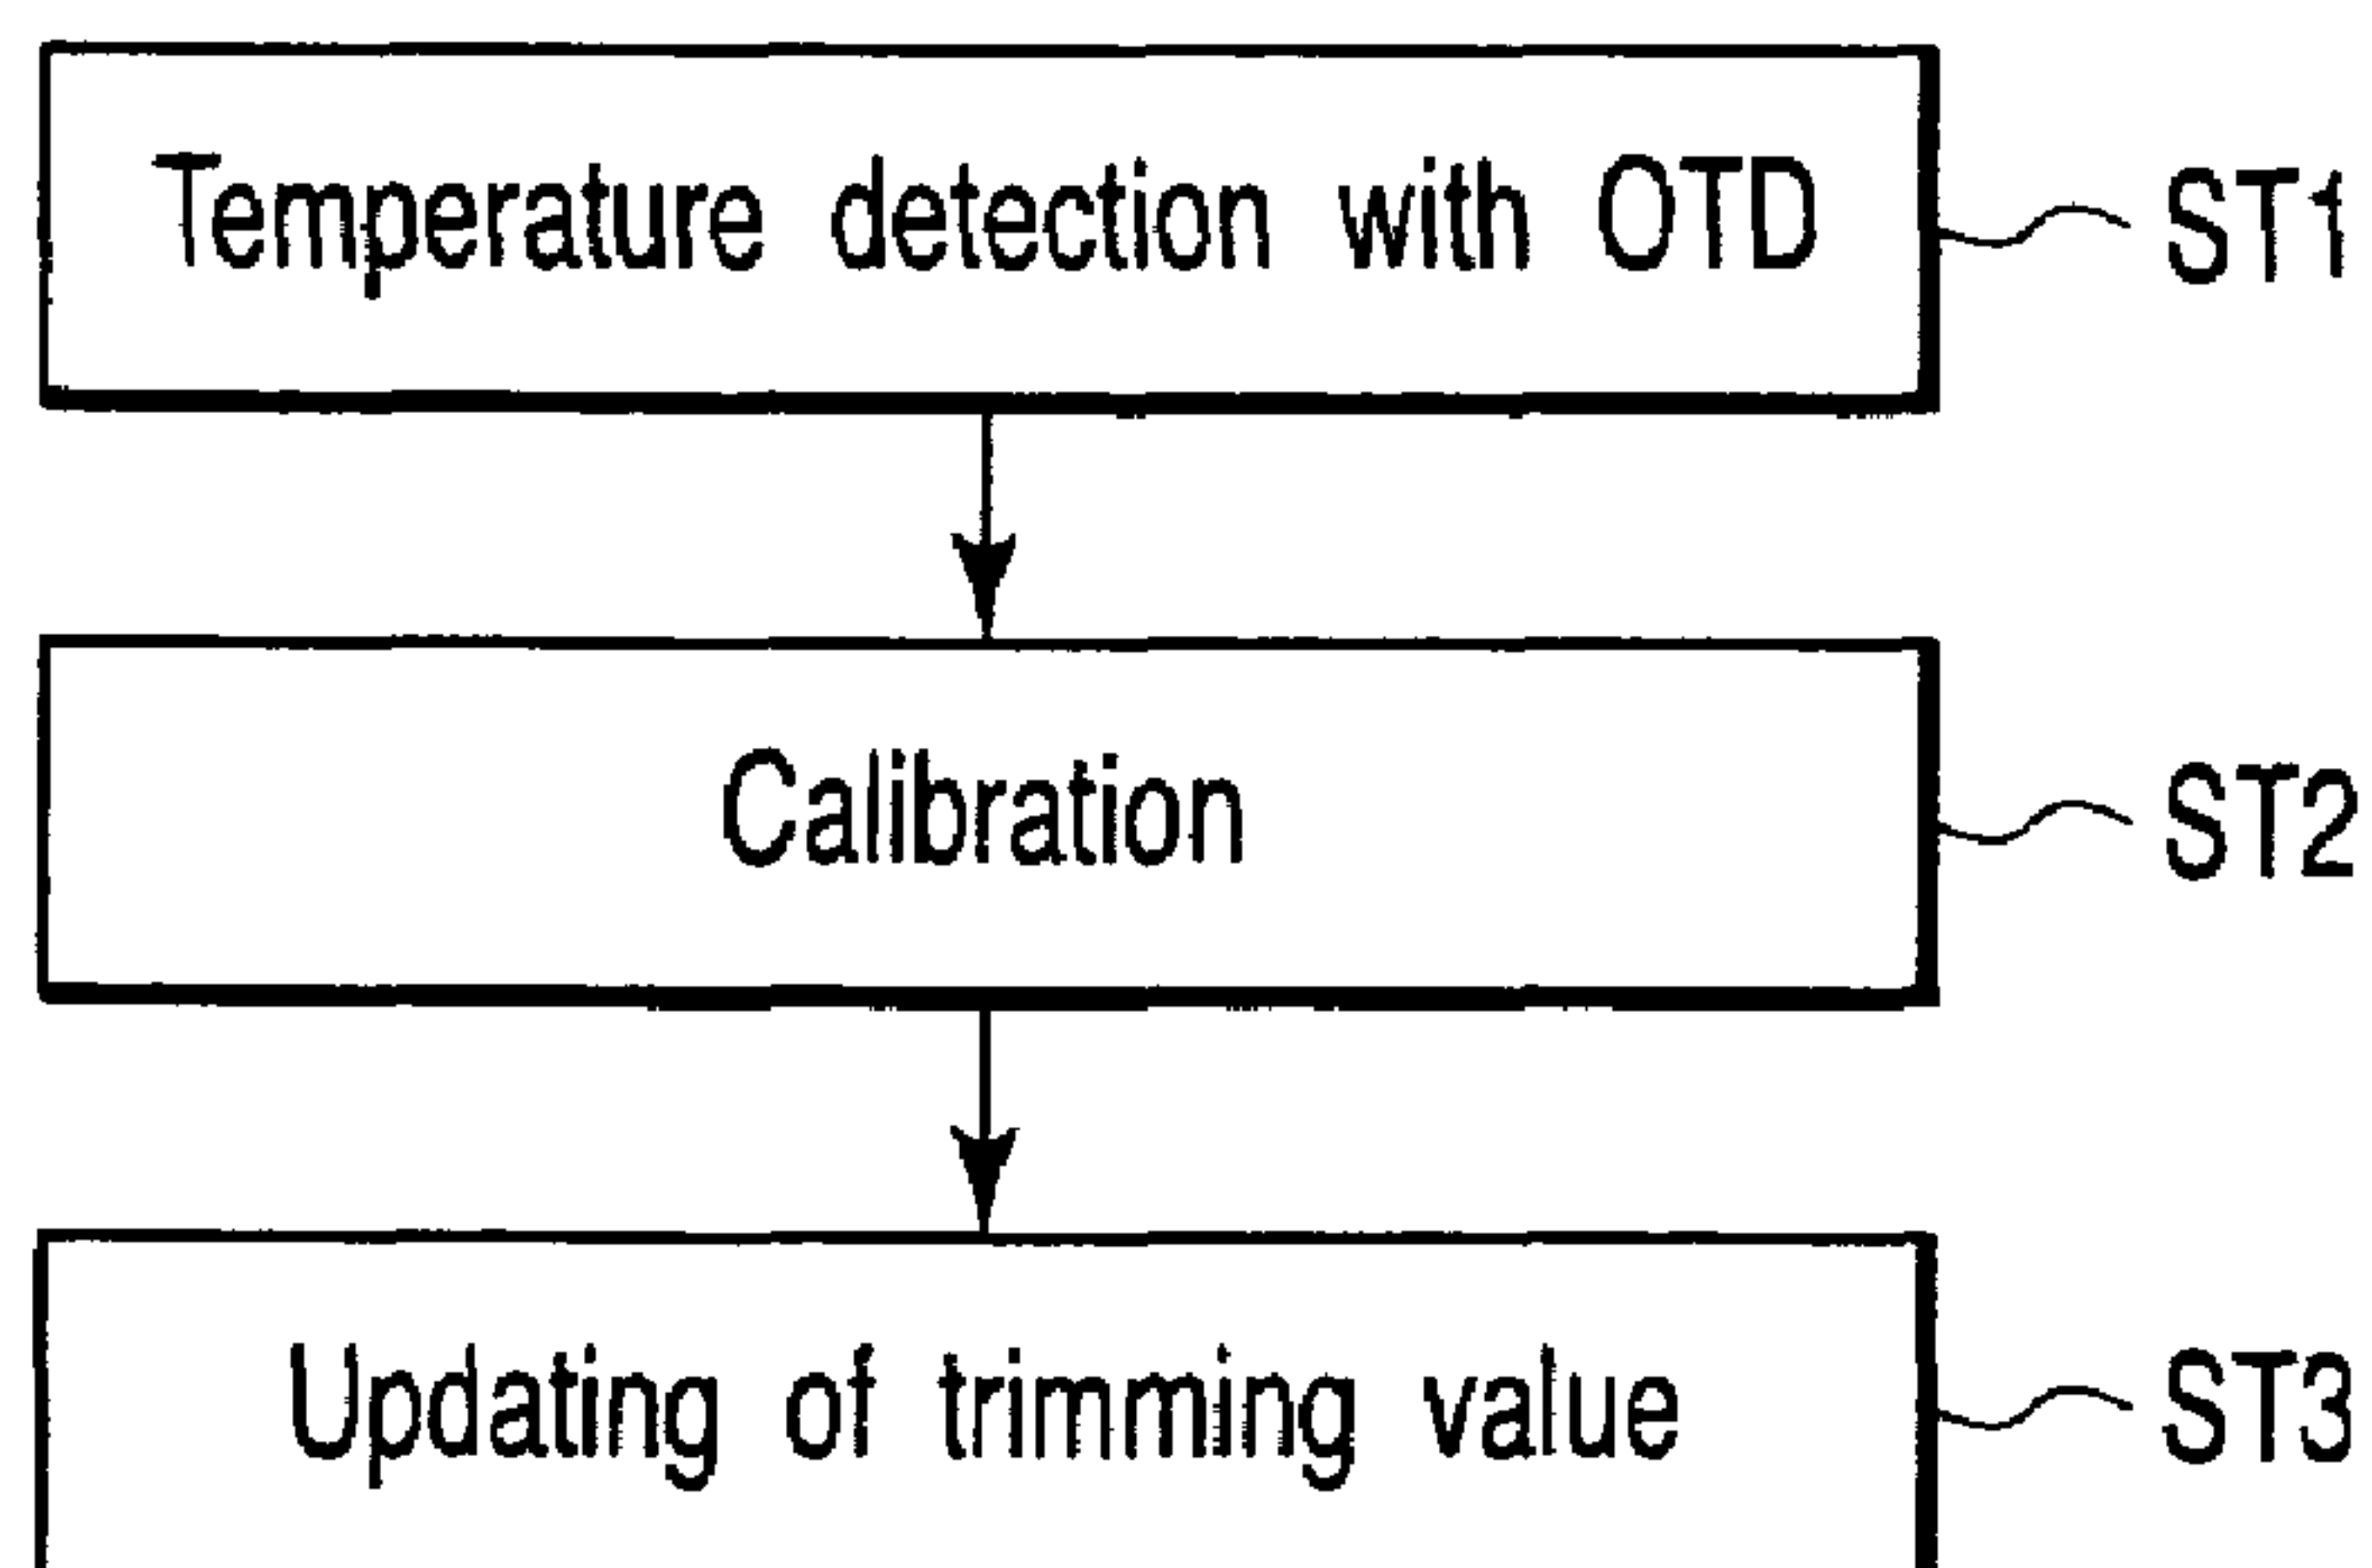 Temperature detection with OTD ST1
Calibration ST2
Updating of trimming value ST3